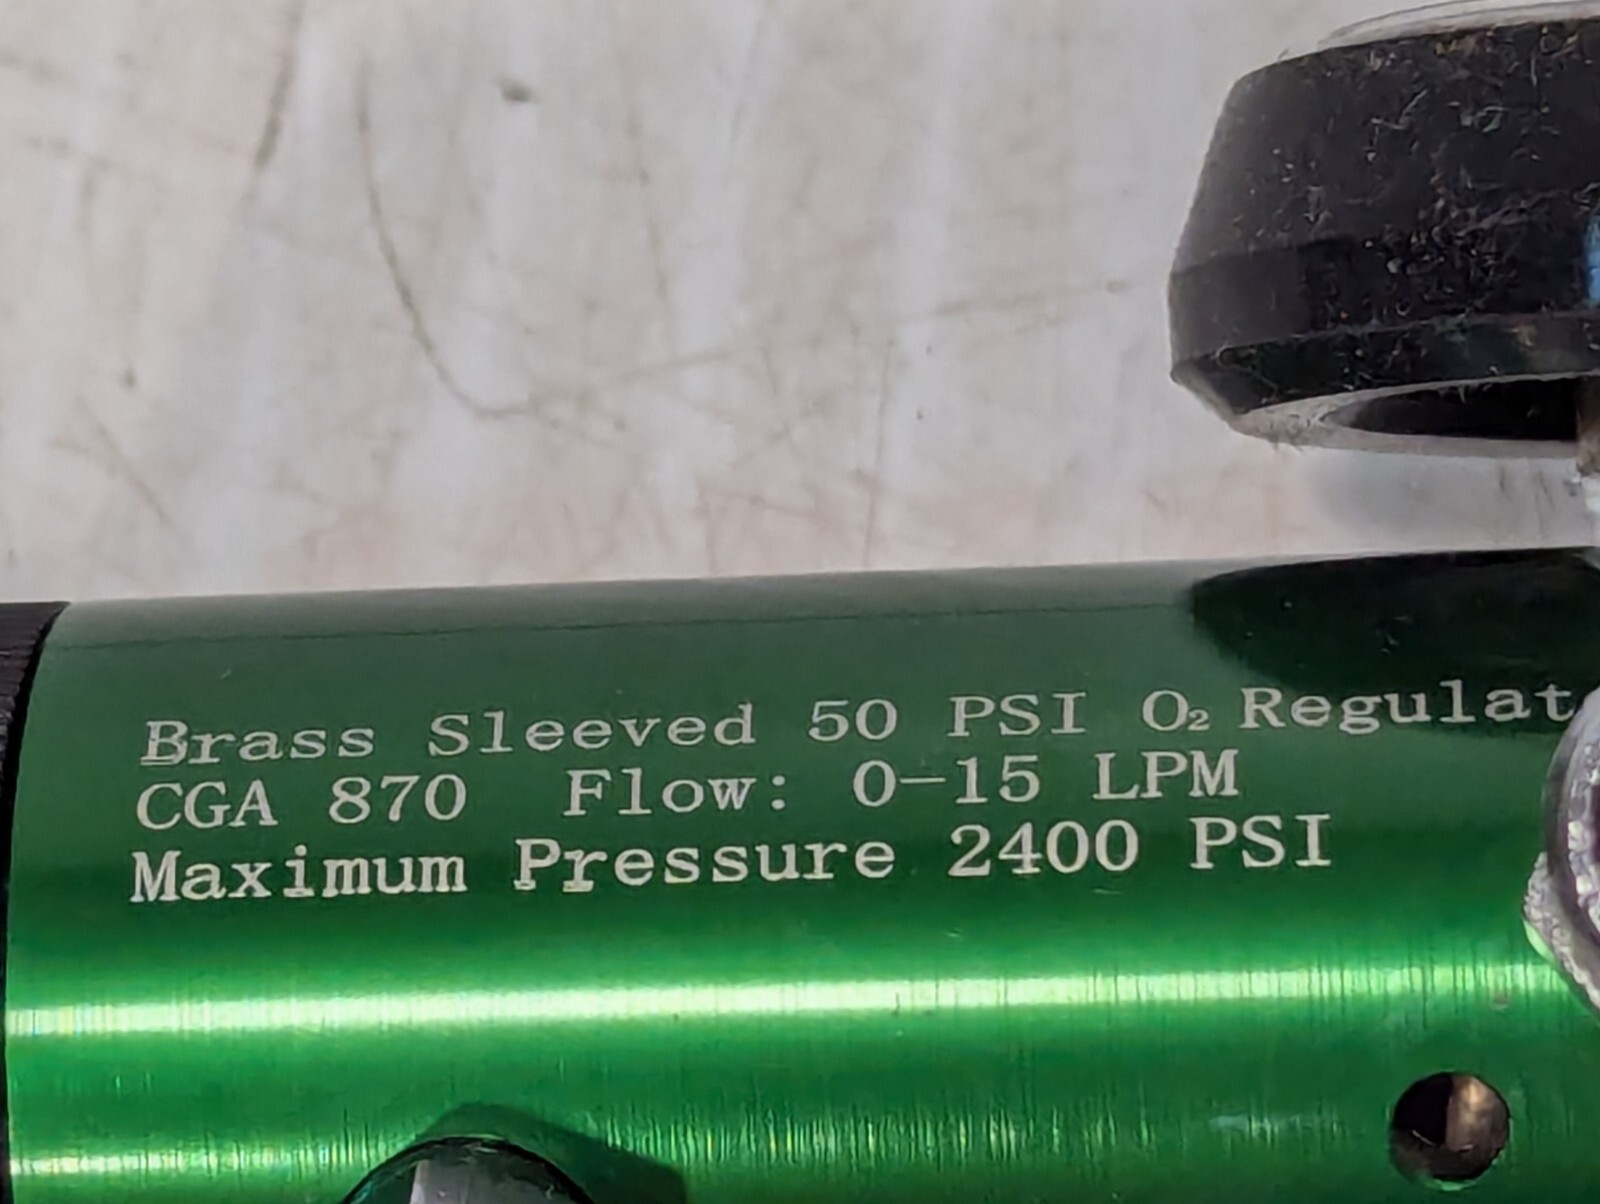 Brass Sleeved 50 PSI O₂ Regulat
CGA 870 Flow: 0-15 LPM
Maximum Pressure 2400 PSI